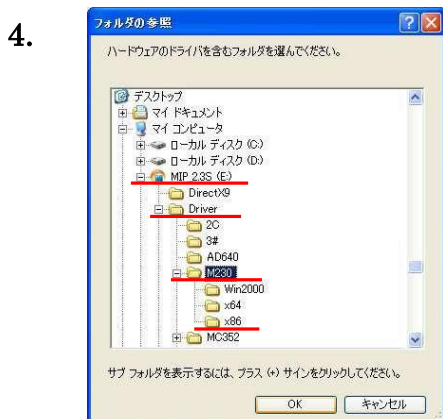 4.
フォルダの参照
ハードウェアのドライバを含むフォルダを選んでください。
デスクトップ
マイ ドキュメント
マイ コンピュータ
ローカル ディスク (C:)
ローカル ディスク (D:)
MIP 2.3S (E:)
DirectX9
Driver
2C
3#
AD640
M230
Win2000
x64
x86
MC352
サブ フォルダを表示するには、プラス (+) サインをクリックしてください。
OK
キャンセル